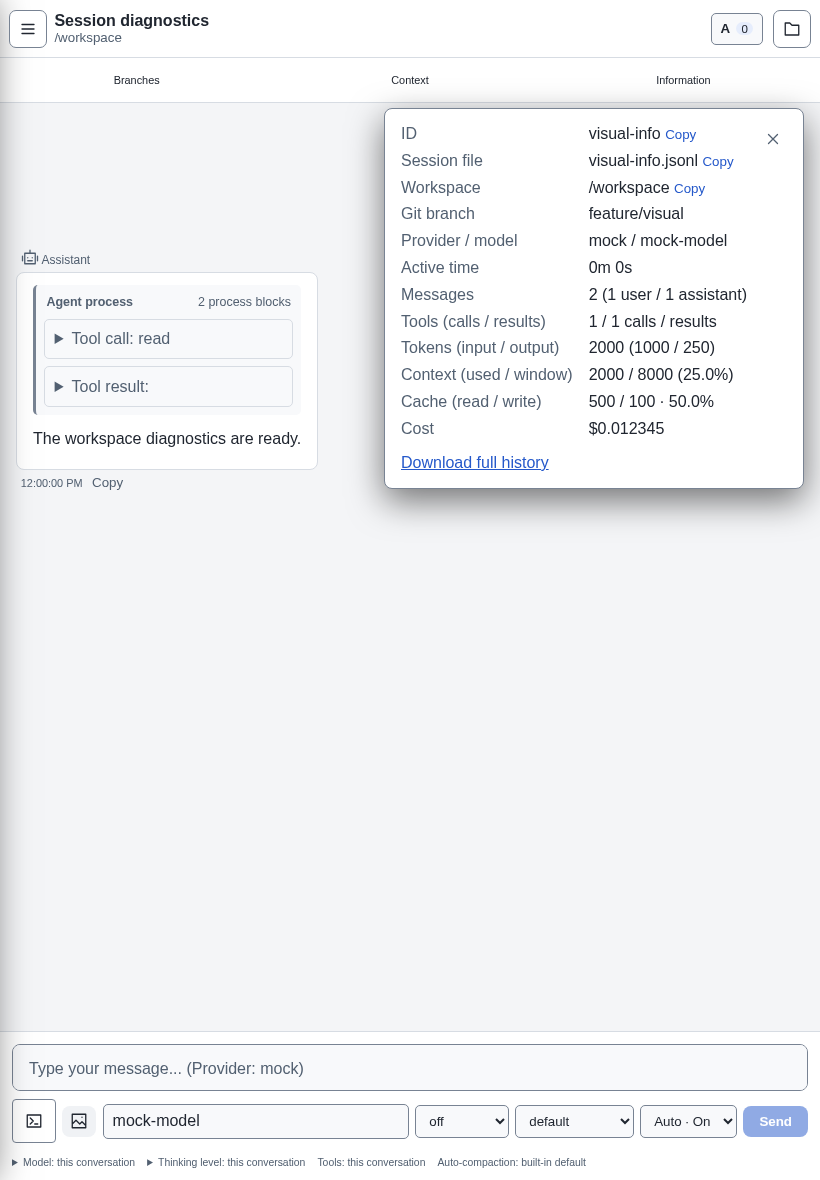 Session diagnostics
/workspace
A 0
Branches Context Information
ID visual-info Copy
Session file visual-info.jsonl Copy
Workspace /workspace Copy
Git branch feature/visual
Provider / model mock / mock-model
Active time 0m 0s
Messages 2 (1 user / 1 assistant)
Tools (calls / results) 1 / 1 calls / results
Tokens (input / output) 2000 (1000 / 250)
Context (used / window) 2000 / 8000 (25.0%)
Cache (read / write) 500 / 100 · 50.0%
Cost $0.012345
Download full history
Assistant
Agent process 2 process blocks
Tool call: read
Tool result:
The workspace diagnostics are ready.
12:00:00 PM Copy
Type your message... (Provider: mock)
mock-model off default Auto · On Send
Model: this conversation Thinking level: this conversation Tools: this conversation Auto-compaction: built-in default